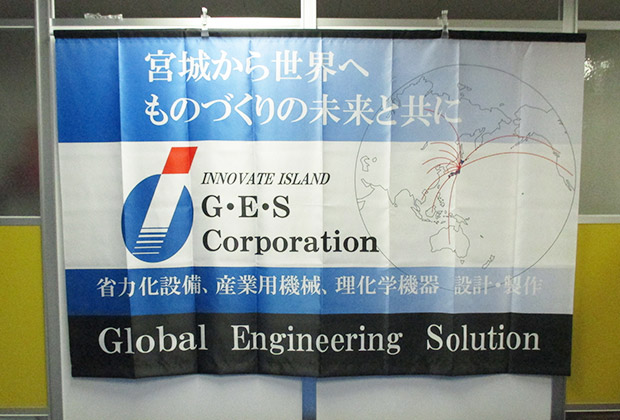 宮城から世界へ
ものづくりの未来と共に
INNOVATE ISLAND
G・E・S
Corporation
省力化設備、産業用機械、理化学機器 設計・製作
Global Engineering Solution